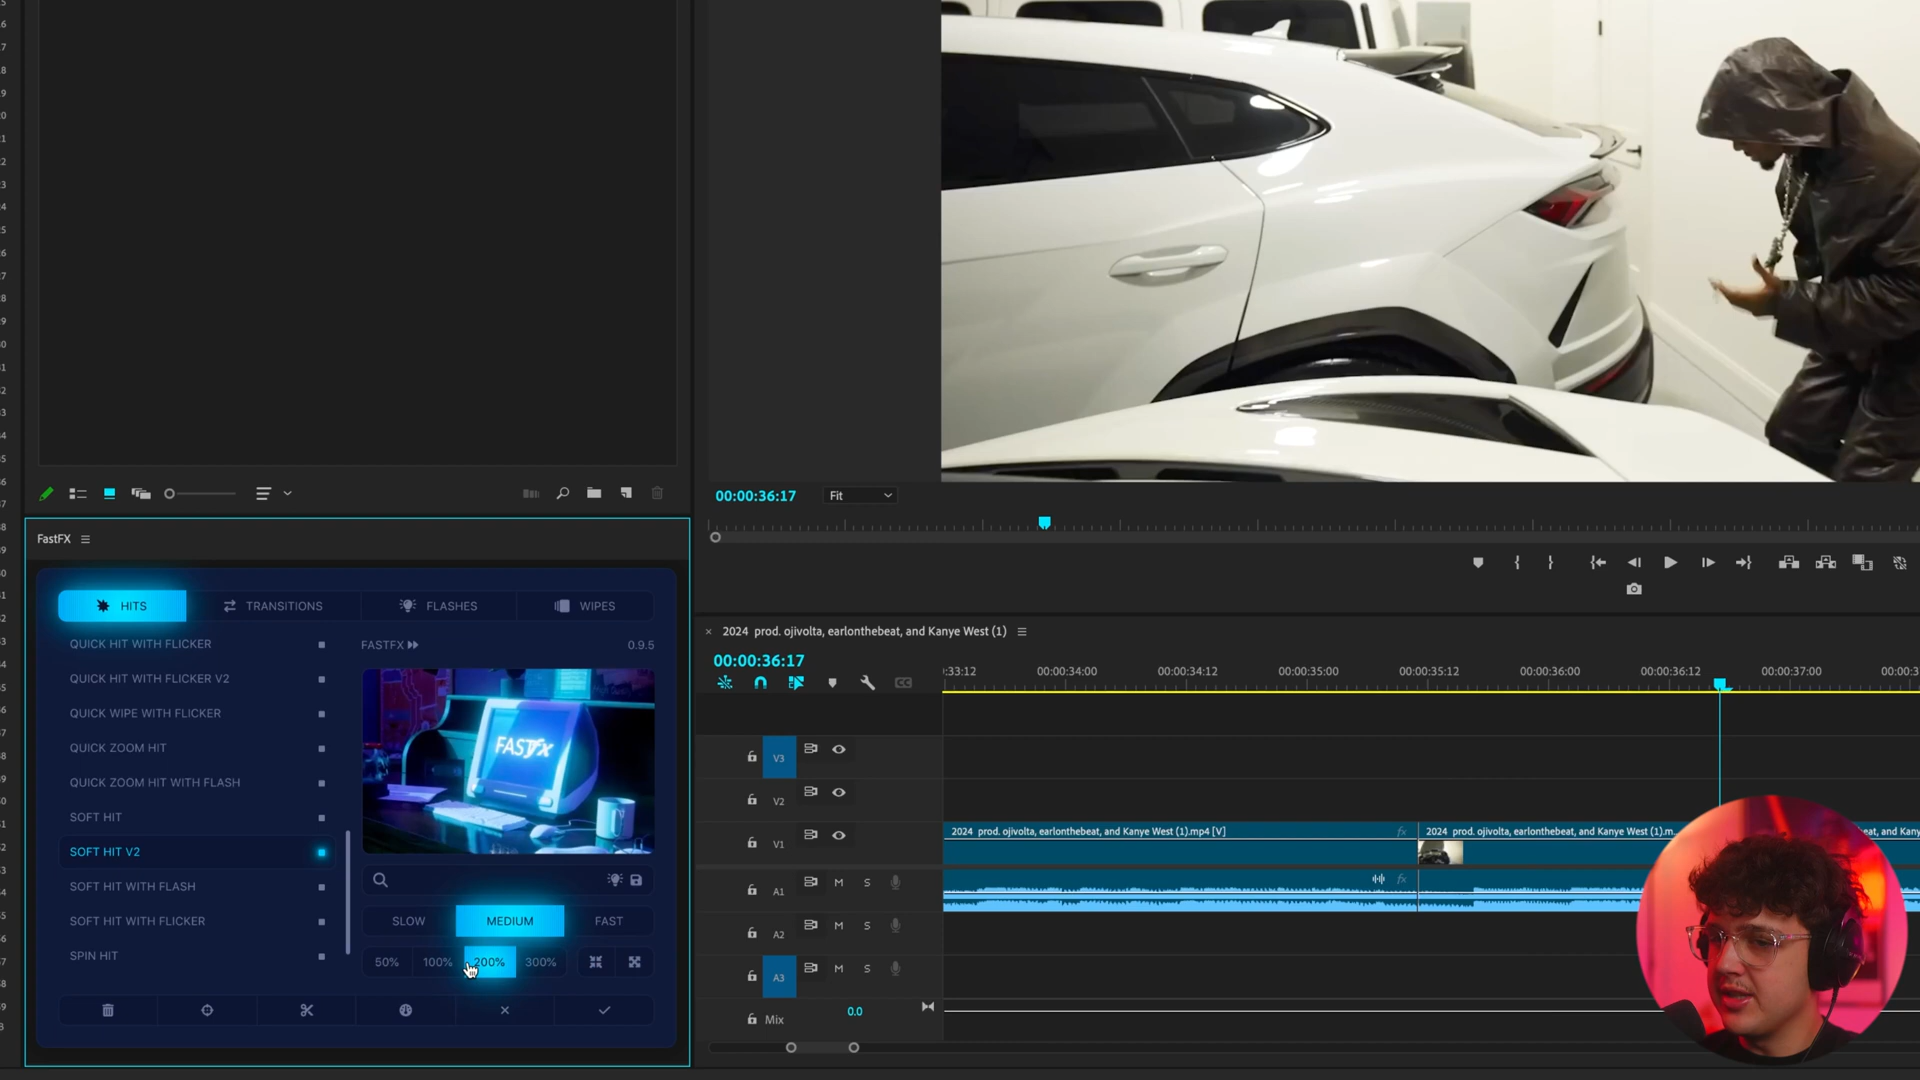 00:00:36:17
Fit
FastFX
HITS
TRANSITIONS
FLASHES
WIPES
QUICK HIT WITH FLICKER
QUICK HIT WITH FLICKER V2
QUICK WIPE WITH FLICKER
QUICK ZOOM HIT
QUICK ZOOM HIT WITH FLASH
SOFT HIT
SOFT HIT V2
SOFT HIT WITH FLASH
SOFT HIT WITH FLICKER
SPIN HIT
FASTFX
0.9.5
FASTfx
SLOW
MEDIUM
FAST
50%
100%
200%
300%
2024 prod. ojivolta, earlonthebeat, and Kanye West (1)
00:00:36:17
:33:12
00:00:34:00
00:00:34:12
00:00:35:00
00:00:35:12
00:00:36:00
00:00:36:12
00:00:37:00
V3
V2
V1
2024 prod. ojivolta, earlonthebeat, and Kanye West (1).mp4 [V]
fx
2024 prod. ojivolta, earlonthebeat, and Kanye West (1).m...
A1
M
S
fx
A2
M
S
A3
M
S
Mix
0.0